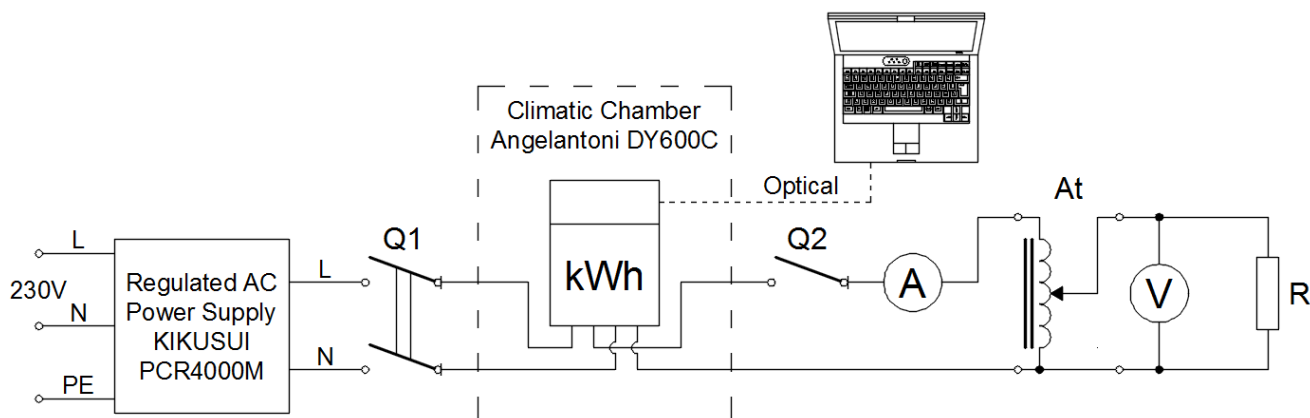 Climatic Chamber
Angelantoni DY600C
Optical
At
L
Q1
Q2
230V
N
PE
Regulated AC
Power Supply
KIKUSUI
PCR4000M
L
N
kWh
A
V
R